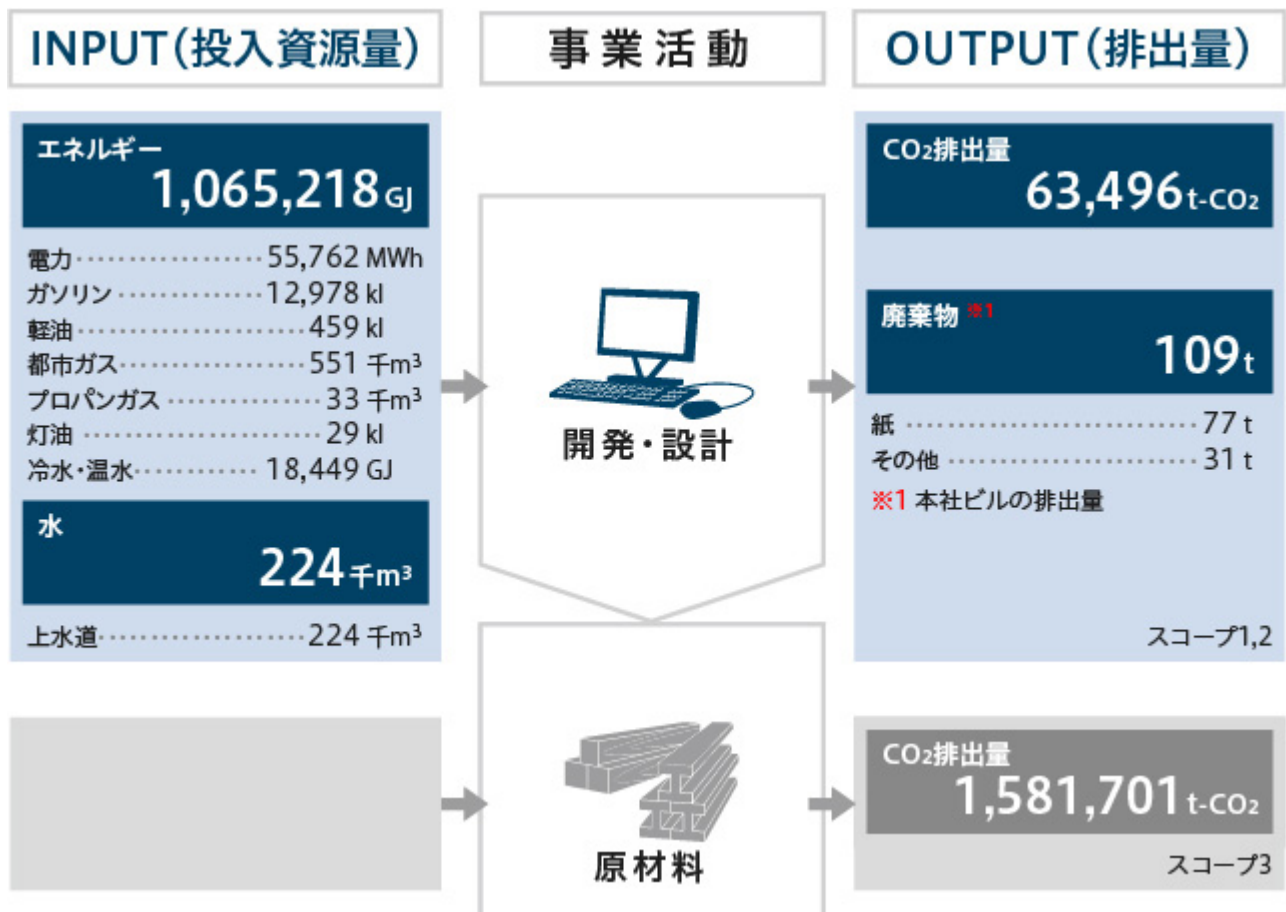 INPUT(投入資源量)
事業活動
OUTPUT(排出量)
エネルギー
1,065,218 GJ
電力・・・・・・・・・・・・・・・・・・55,762 MWh
ガソリン・・・・・・・・・・・・・12,978 kl
軽油・・・・・・・・・・・・・・・・・・・・459 kl
都市ガス・・・・・・・・・・・・・・・551 千m³
プロパンガス・・・・・・・・・・・・33 千m³
灯油・・・・・・・・・・・・・・・・・・・・・29 kl
冷水・温水・・・・・・・・・・・・18,449 GJ
水
224千m³
上水道・・・・・・・・・・・・・・・・・・224 千m³
開発・設計
CO₂排出量
63,496t-CO₂
廃棄物 ※1
109t
紙・・・・・・・・・・・・・・・・・・・・・・・・・・77 t
その他・・・・・・・・・・・・・・・・・・・・・・31 t
※1 本社ビルの排出量
スコープ1,2
原材料
CO₂排出量
1,581,701t-CO₂
スコープ3